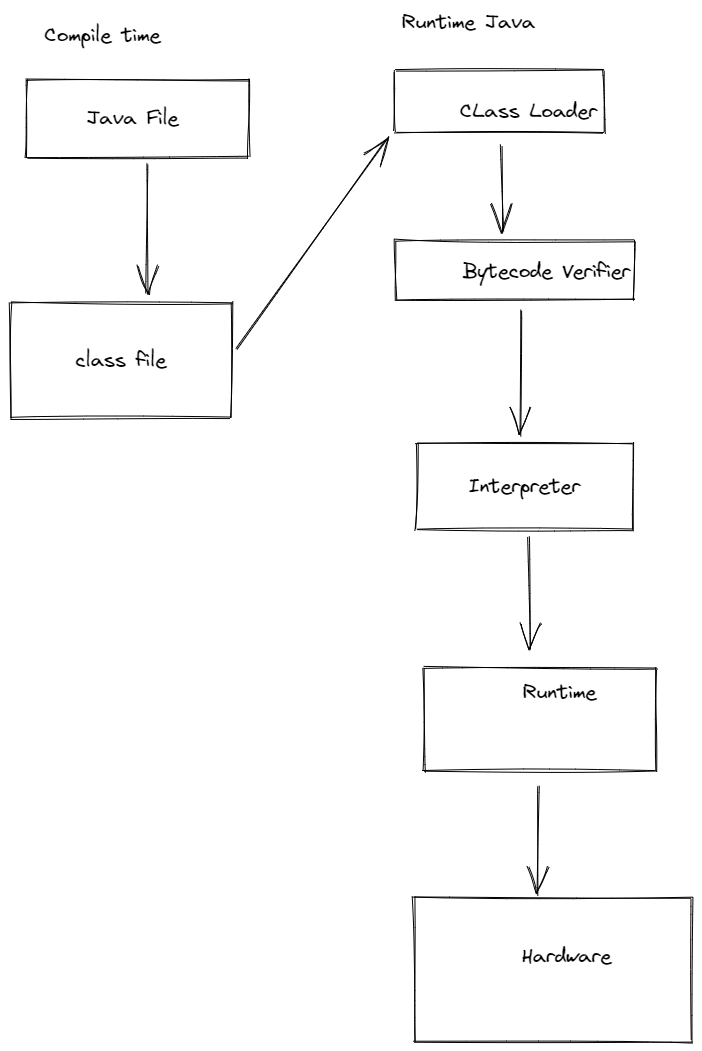 Compile time
Java File
class file
Runtime Java
CLass Loader
Bytecode Verifier
Interpreter
Runtime
Hardware